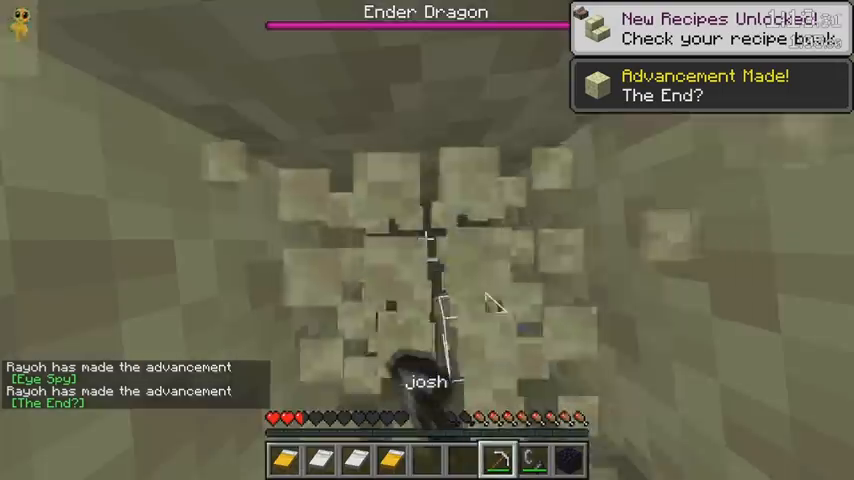 Ender Dragon
New Recipes Unlocked!
Check your recipe book
Advancement Made!
The End?
Rayoh has made the advancement
[Eye Spy]
Rayoh has made the advancement
[The End?]
josh